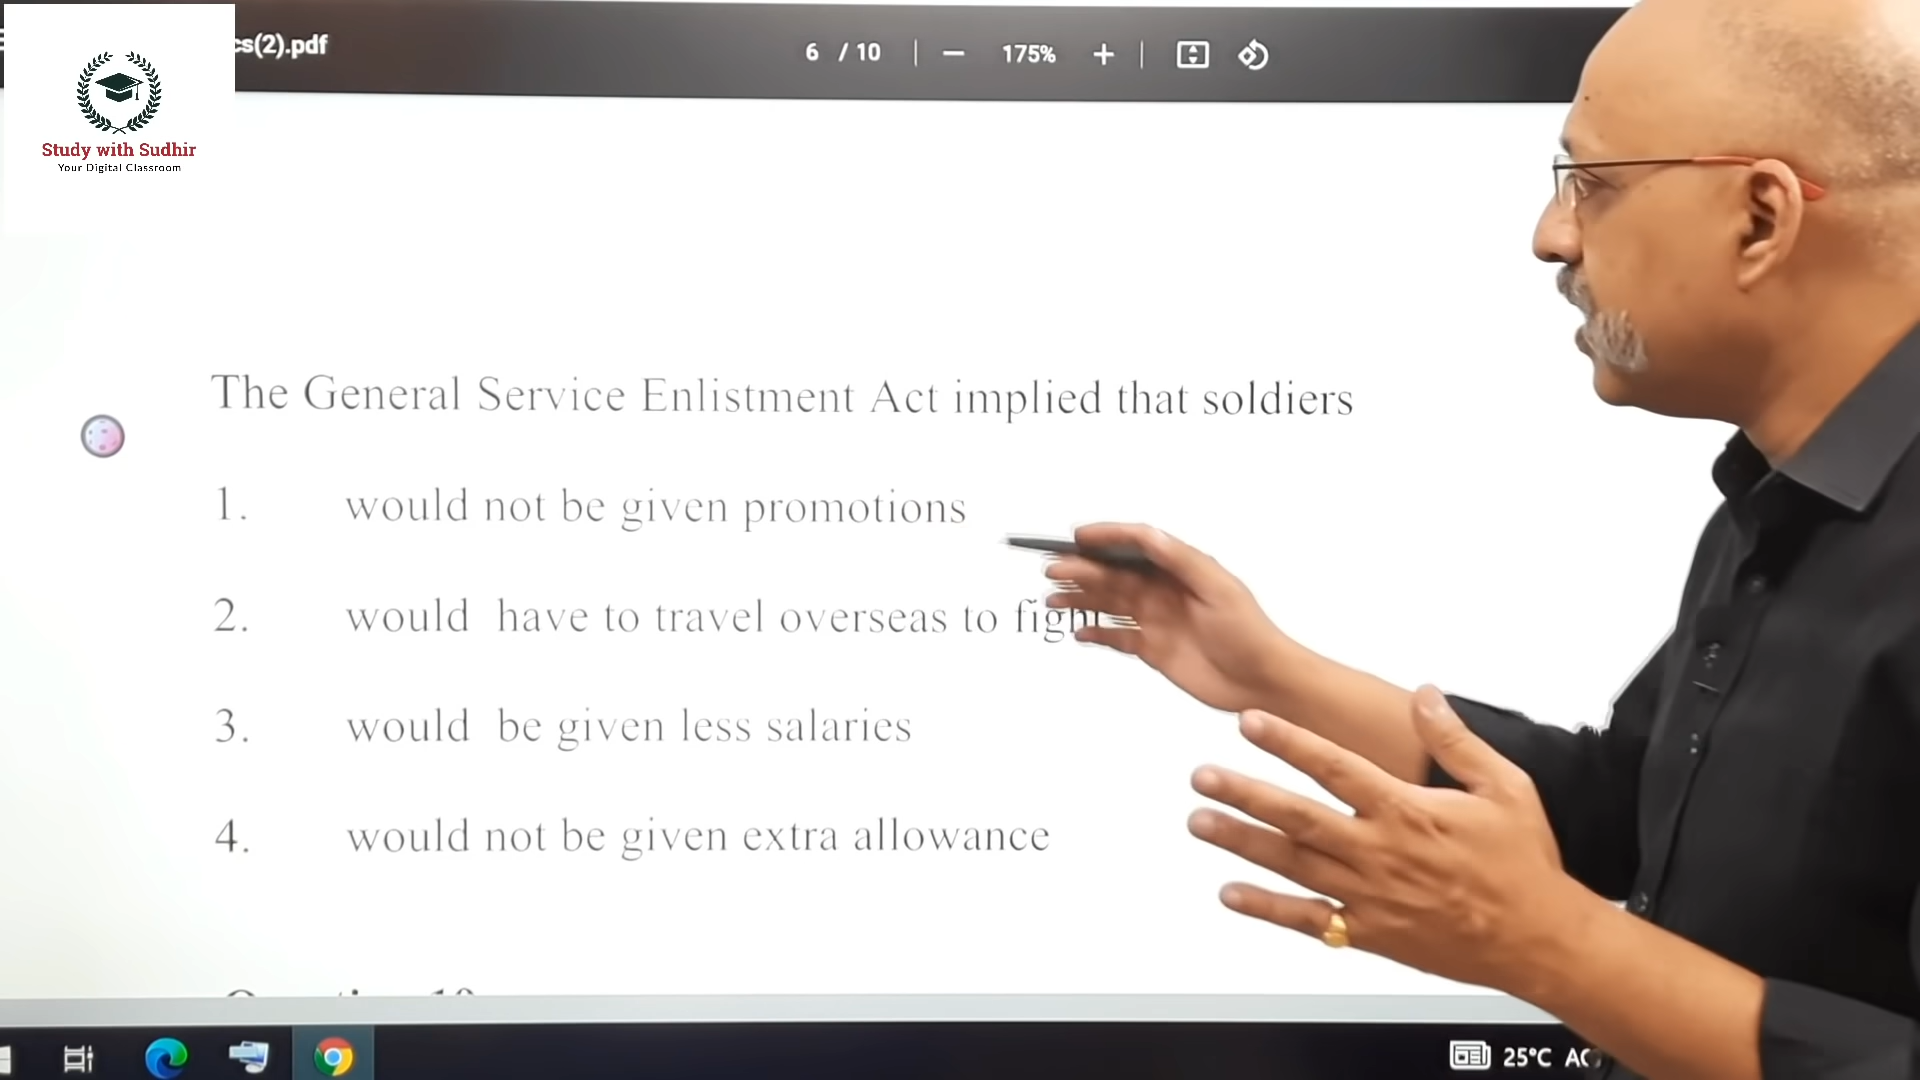 cs(2).pdf
6 / 10
175%
Study with Sudhir
Your Digital Classroom
The General Service Enlistment Act implied that soldiers
1. would not be given promotions
2. would have to travel overseas to fight
3. would be given less salaries
4. would not be given extra allowance
25°C